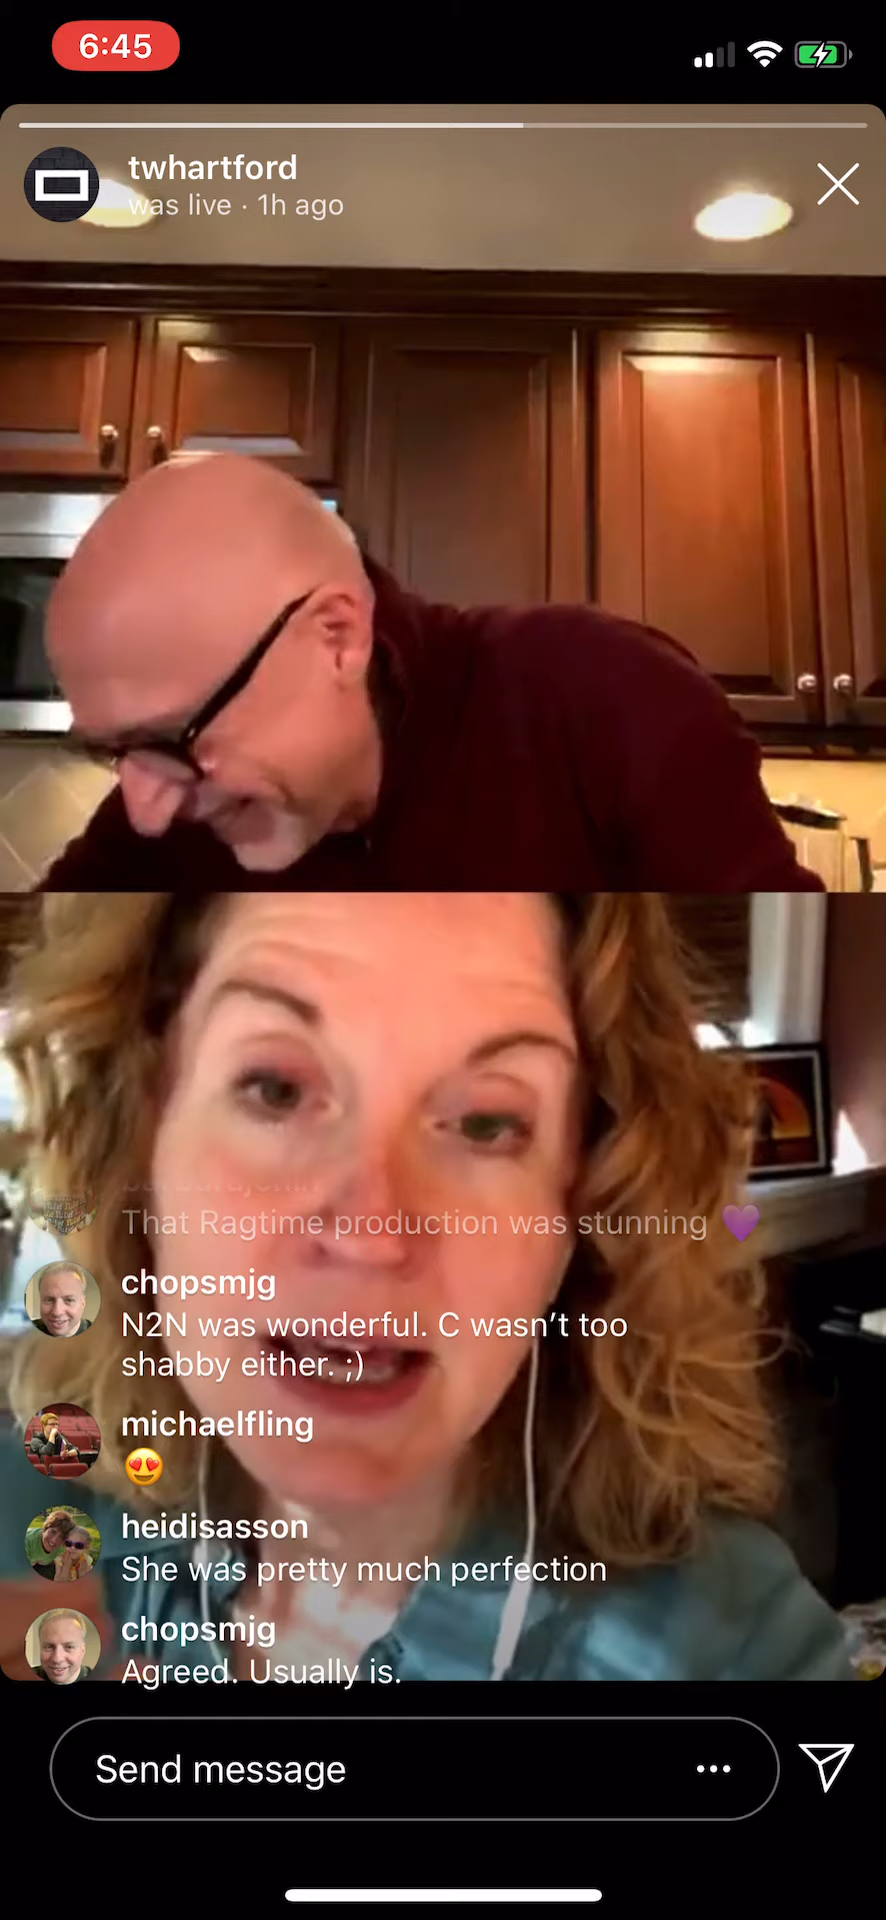 6:45
twhartford
was live · 1h ago
That Ragtime production was stunning 💜
chopsmjg
N2N was wonderful. C wasn’t too
shabby either. ;)
michaelfling
😍
heidisasson
She was pretty much perfection
chopsmjg
Agreed. Usually is.
Send message